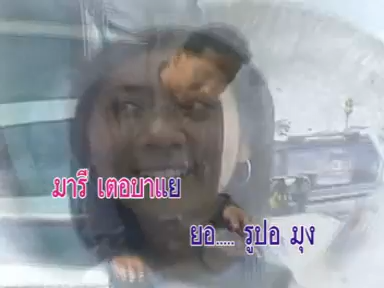 มารี เตอบาแย
ยอ..... รูปอ มุง